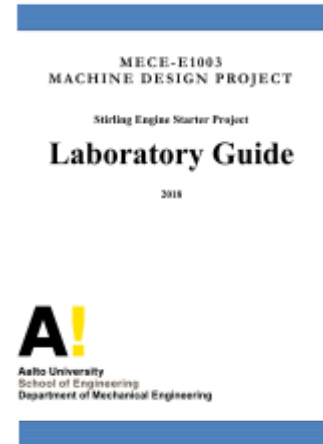 MECE-E1003
MACHINE DESIGN PROJECT
Stirling Engine Starter Project
Laboratory Guide
2018
A!
Aalto University
School of Engineering
Department of Mechanical Engineering